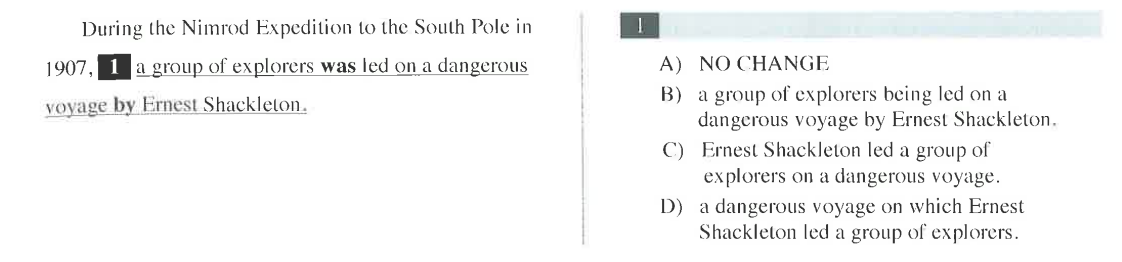 During the Nimrod Expedition to the South Pole in
1907, 1 a group of explorers was led on a dangerous
voyage by Ernest Shackleton.
1
A) NO CHANGE
B) a group of explorers being led on a
dangerous voyage by Ernest Shackleton.
C) Ernest Shackleton led a group of
explorers on a dangerous voyage.
D) a dangerous voyage on which Ernest
Shackleton led a group of explorers.